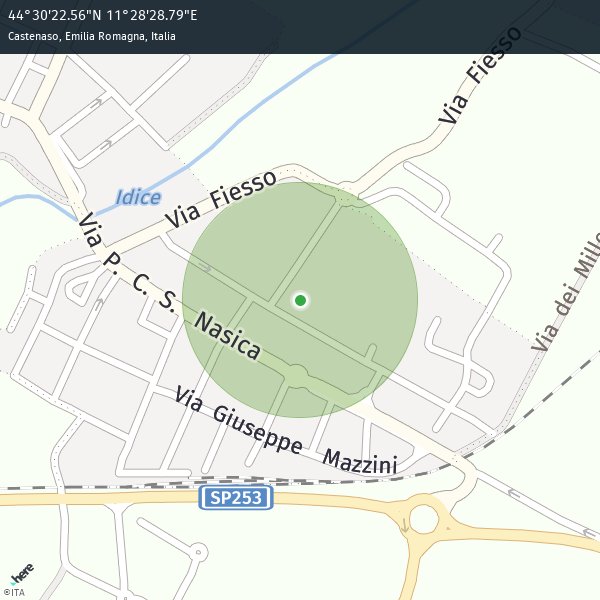 44°30'22.56"N 11°28'28.79"E
Castenaso, Emilia Romagna, Italia
Via Fiesso
Idice
Via Fiesso
Via P. C. S. Nasica
Via dei Mille
Via Giuseppe Mazzini
SP253
here
©ITA